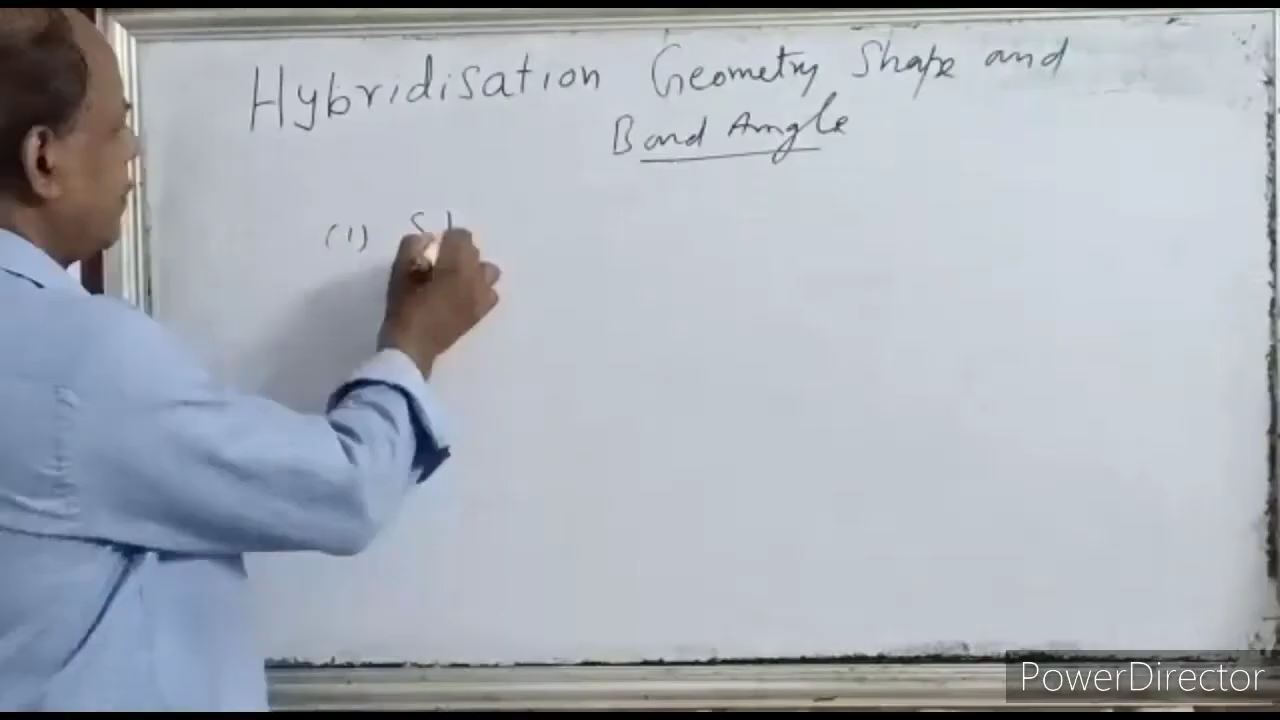 Hybridisation Geometry Shape and
Bond Angle
(1) S
PowerDirector